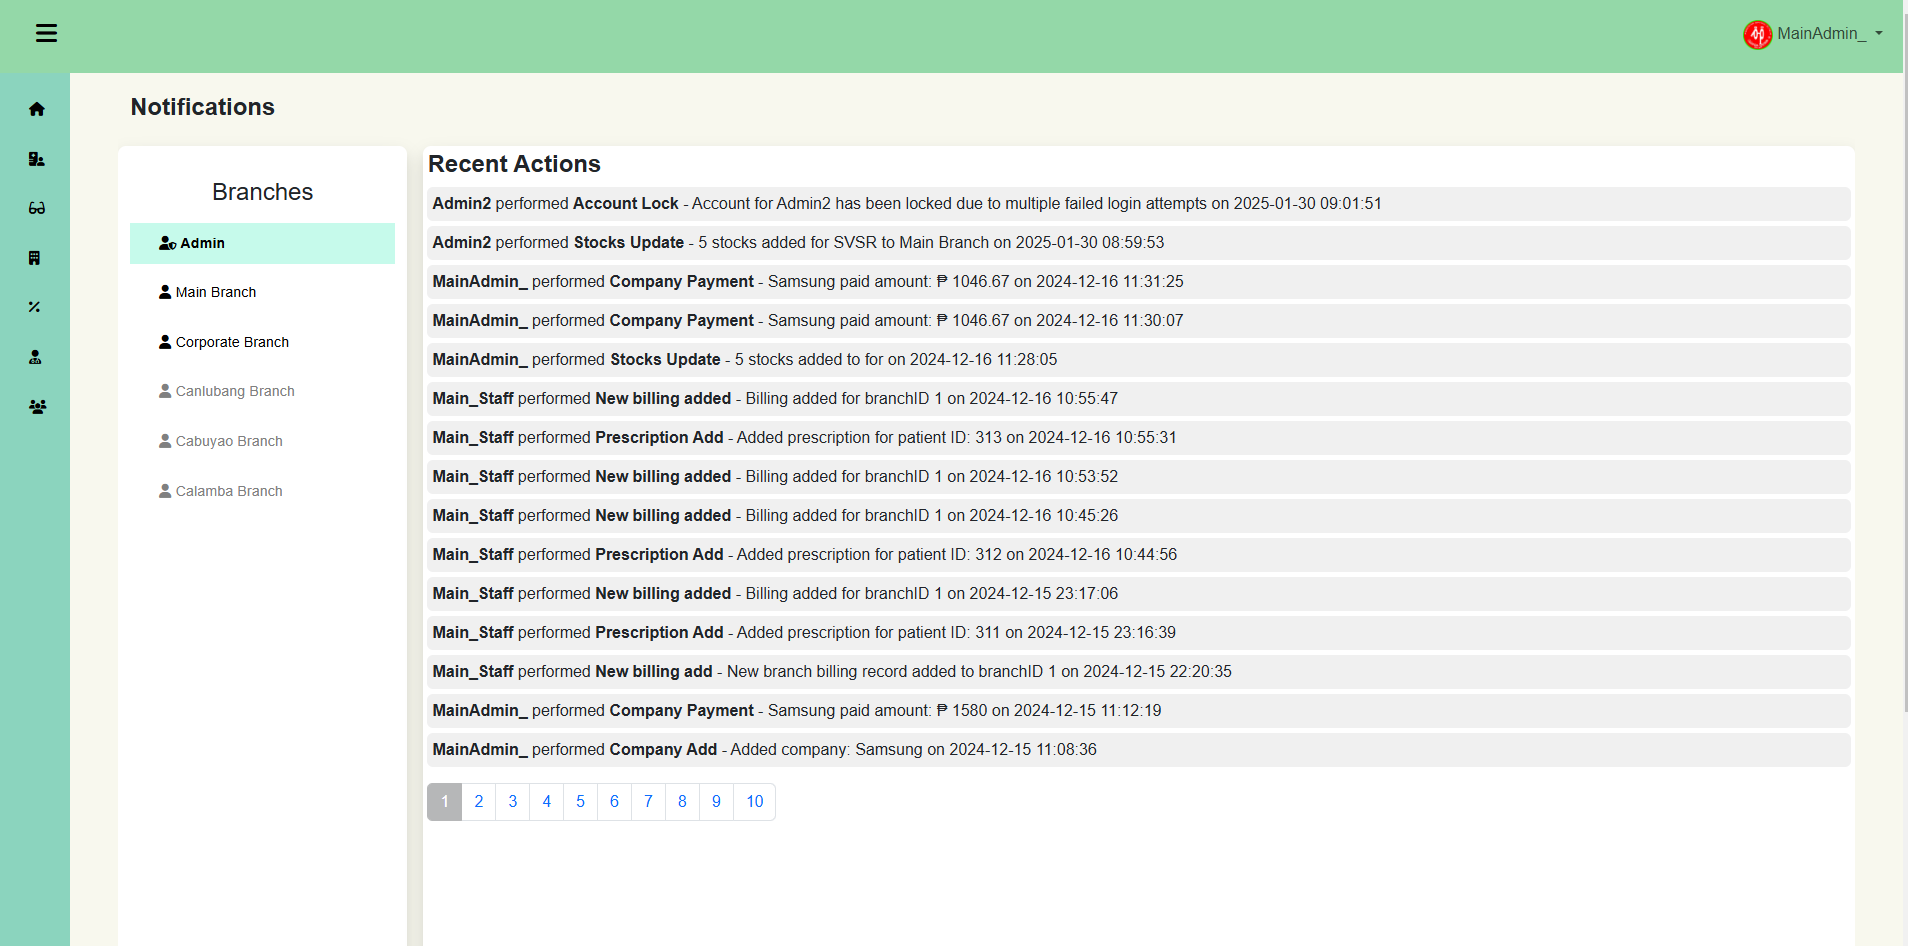 MainAdmin_
Notifications
Branches
Admin
Main Branch
Corporate Branch
Canlubang Branch
Cabuyao Branch
Calamba Branch
Recent Actions
Admin2 performed Account Lock - Account for Admin2 has been locked due to multiple failed login attempts on 2025-01-30 09:01:51
Admin2 performed Stocks Update - 5 stocks added for SVSR to Main Branch on 2025-01-30 08:59:53
MainAdmin_ performed Company Payment - Samsung paid amount: ₱ 1046.67 on 2024-12-16 11:31:25
MainAdmin_ performed Company Payment - Samsung paid amount: ₱ 1046.67 on 2024-12-16 11:30:07
MainAdmin_ performed Stocks Update - 5 stocks added to for on 2024-12-16 11:28:05
Main_Staff performed New billing added - Billing added for branchID 1 on 2024-12-16 10:55:47
Main_Staff performed Prescription Add - Added prescription for patient ID: 313 on 2024-12-16 10:55:31
Main_Staff performed New billing added - Billing added for branchID 1 on 2024-12-16 10:53:52
Main_Staff performed New billing added - Billing added for branchID 1 on 2024-12-16 10:45:26
Main_Staff performed Prescription Add - Added prescription for patient ID: 312 on 2024-12-16 10:44:56
Main_Staff performed New billing added - Billing added for branchID 1 on 2024-12-15 23:17:06
Main_Staff performed Prescription Add - Added prescription for patient ID: 311 on 2024-12-15 23:16:39
Main_Staff performed New billing add - New branch billing record added to branchID 1 on 2024-12-15 22:20:35
MainAdmin_ performed Company Payment - Samsung paid amount: ₱ 1580 on 2024-12-15 11:12:19
MainAdmin_ performed Company Add - Added company: Samsung on 2024-12-15 11:08:36
1 2 3 4 5 6 7 8 9 10